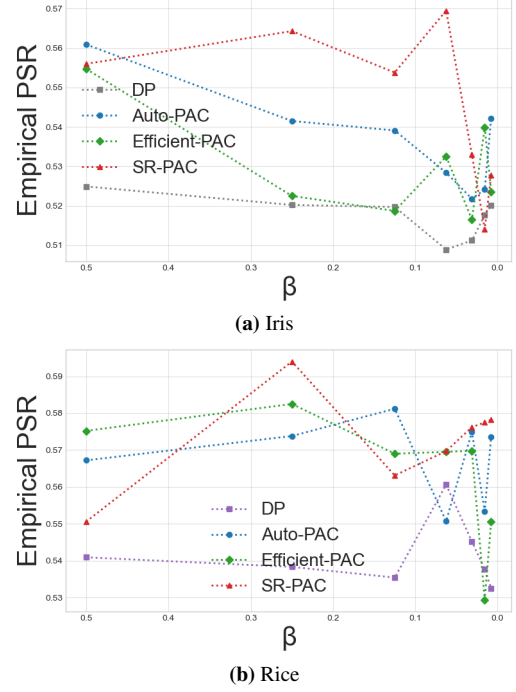 0.57
0.56
0.55
0.54
0.53
0.52
0.51
Empirical PSR
DP
Auto-PAC
Efficient-PAC
SR-PAC
0.5 0.4 0.3 0.2 0.1 0.0
β
(a) Iris
0.59
0.58
0.57
0.56
0.55
0.54
0.53
Empirical PSR
DP
Auto-PAC
Efficient-PAC
SR-PAC
0.5 0.4 0.3 0.2 0.1 0.0
β
(b) Rice